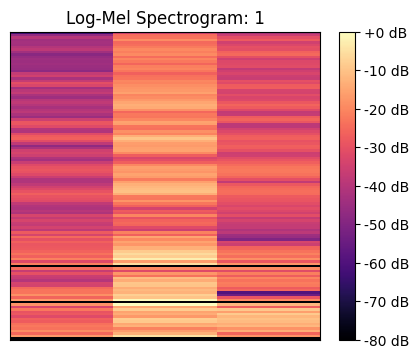 Log-Mel Spectrogram: 1
+0 dB
-10 dB
-20 dB
-30 dB
-40 dB
-50 dB
-60 dB
-70 dB
-80 dB